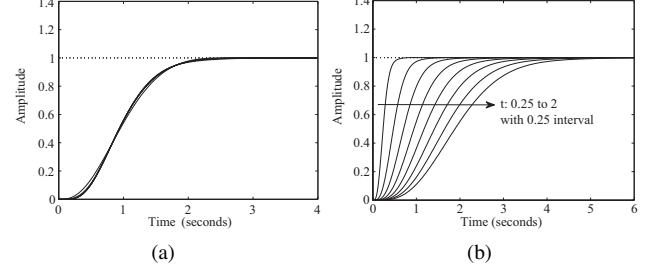 1.4
1.2
1
0.8
0.6
0.4
0.2
0
Amplitude
0 1 2 3 4
Time (seconds)
(a)
1.4
1.2
1
0.8
0.6
0.4
0.2
0
Amplitude
t: 0.25 to 2
with 0.25 interval
0 1 2 3 4 5 6
Time (seconds)
(b)